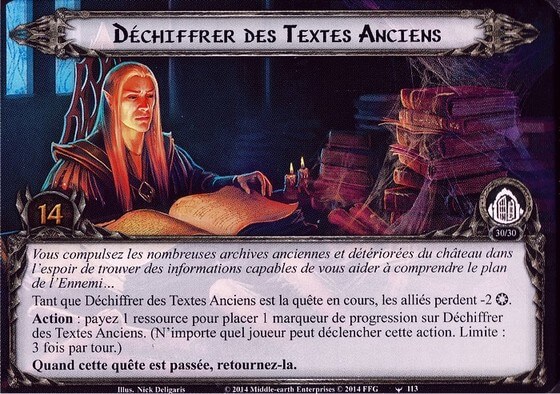 Déchiffrer des Textes Anciens
14
30/30
Vous compulsez les nombreuses archives anciennes et détériorées du château dans
l'espoir de trouver des informations capables de vous aider à comprendre le plan
de l'Ennemi...
Tant que Déchiffrer des Textes Anciens est la quête en cours, les alliés perdent -2 .
Action : payez 1 ressource pour placer 1 marqueur de progression sur Déchiffrer
des Textes Anciens. (N'importe quel joueur peut déclencher cette action. Limite :
3 fois par tour.)
Quand cette quête est passée, retournez-la.
Illus. Nick Deligaris © 2014 Middle-earth Enterprises © 2014 FFG 113